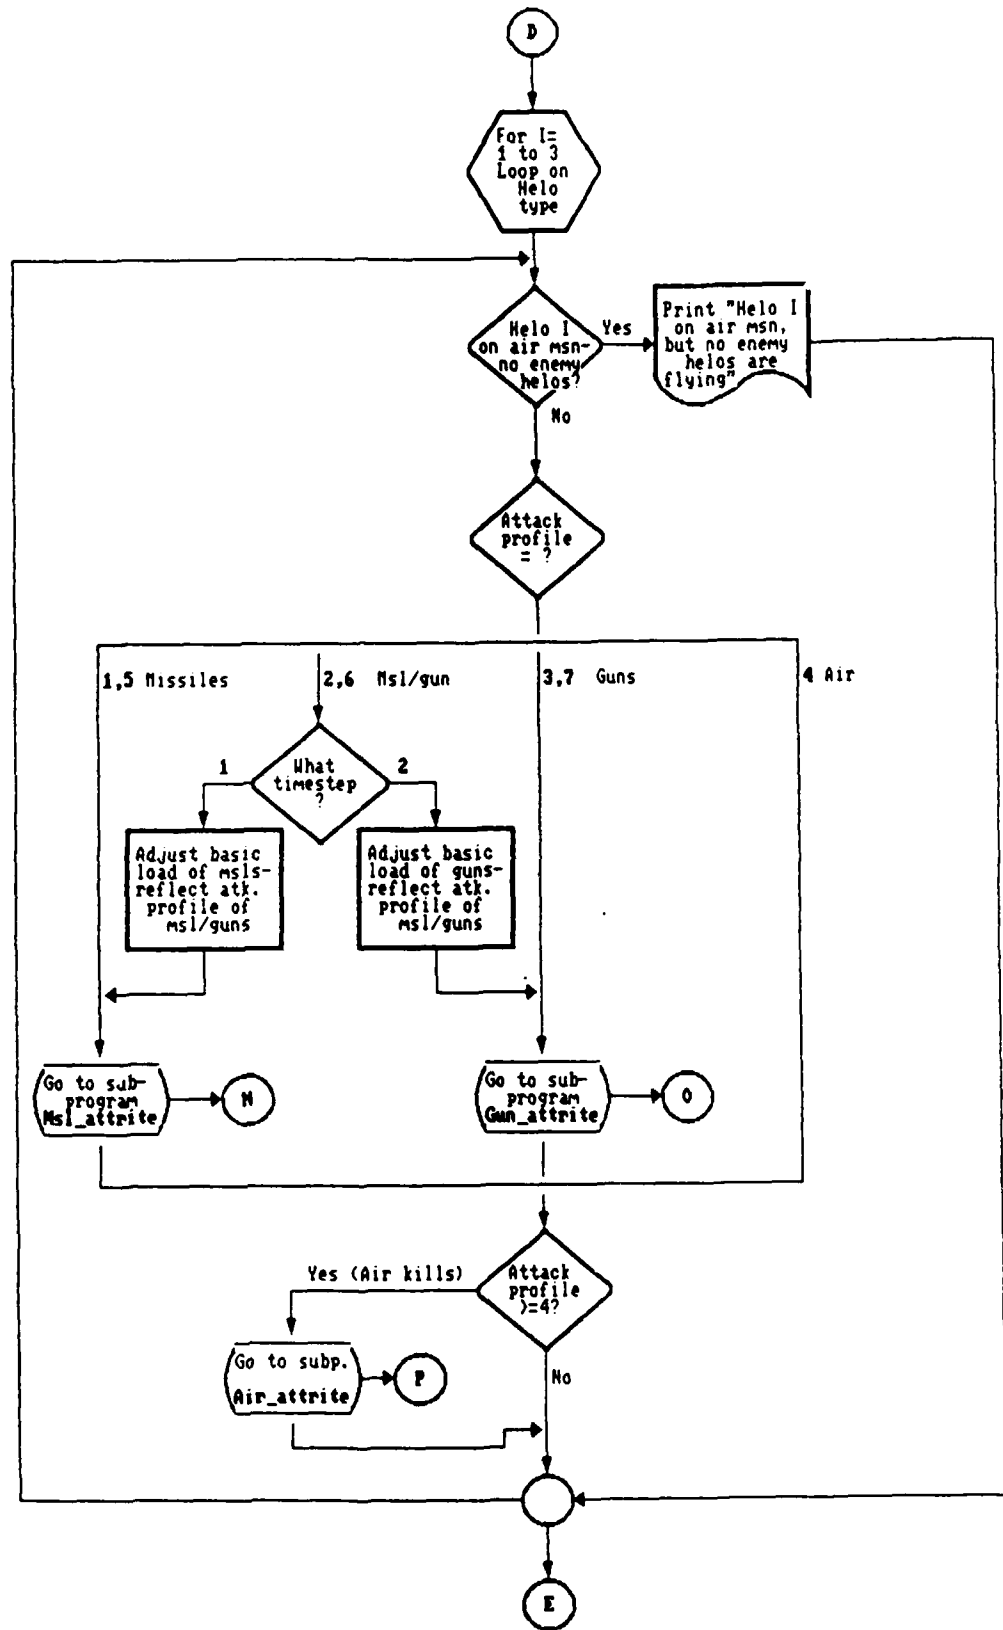 D
For I=
1 to 3
Loop on
Helo
type
Helo I
on air msn-
no enemy
helos?
Yes
Print "Helo I
on air msn,
but no enemy
helos are
flying"
No
Attack
profile
= ?
1,5 Missiles
2,6 Msl/gun
3,7 Guns
4 Air
1
What
timestep
?
2
Adjust basic
load of msls-
reflect atk.
profile of
msl/guns
Adjust basic
load of guns-
reflect atk.
profile of
msl/guns
Go to sub-
program
Msl_attrite
Go to sub-
program
Gun_attrite
O
Yes (Air kills)
Attack
profile
>=4?
Go to subp.
Air_attrite
P
No
E